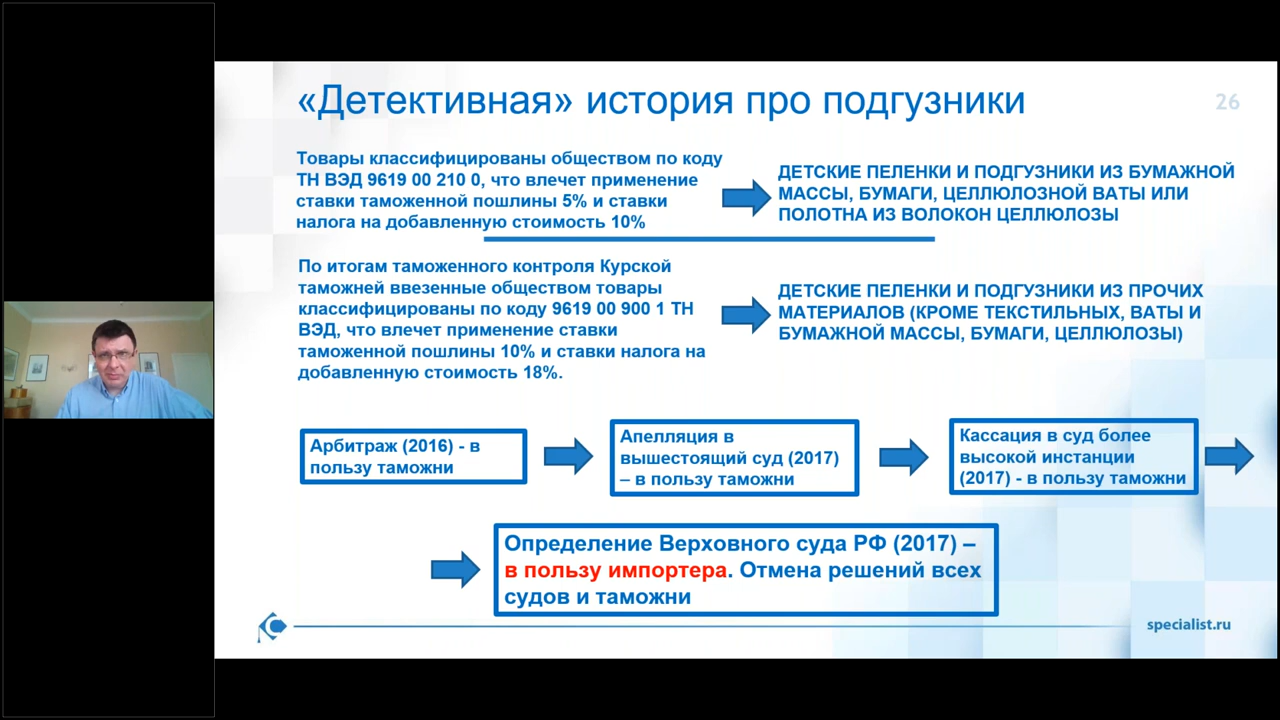 «Детективная» история про подгузники
26
Товары классифицированы обществом по коду
ТН ВЭД 9619 00 210 0, что влечет применение
ставки таможенной пошлины 5% и ставки
налога на добавленную стоимость 10%
ДЕТСКИЕ ПЕЛЕНКИ И ПОДГУЗНИКИ ИЗ БУМАЖНОЙ
МАССЫ, БУМАГИ, ЦЕЛЛЮЛОЗНОЙ ВАТЫ ИЛИ
ПОЛОТНА ИЗ ВОЛОКОН ЦЕЛЛЮЛОЗЫ
По итогам таможенного контроля Курской
таможней ввезенные обществом товары
классифицированы по коду 9619 00 900 1 ТН
ВЭД, что влечет применение ставки
таможенной пошлины 10% и ставки налога на
добавленную стоимость 18%.
ДЕТСКИЕ ПЕЛЕНКИ И ПОДГУЗНИКИ ИЗ ПРОЧИХ
МАТЕРИАЛОВ (КРОМЕ ТЕКСТИЛЬНЫХ, ВАТЫ И
БУМАЖНОЙ МАССЫ, БУМАГИ, ЦЕЛЛЮЛОЗЫ)
Арбитраж (2016) - в
пользу таможни
Апелляция в
вышестоящий суд (2017)
– в пользу таможни
Кассация в суд более
высокой инстанции
(2017) - в пользу таможни
Определение Верховного суда РФ (2017) –
в пользу импортера. Отмена решений всех
судов и таможни
specialist.ru